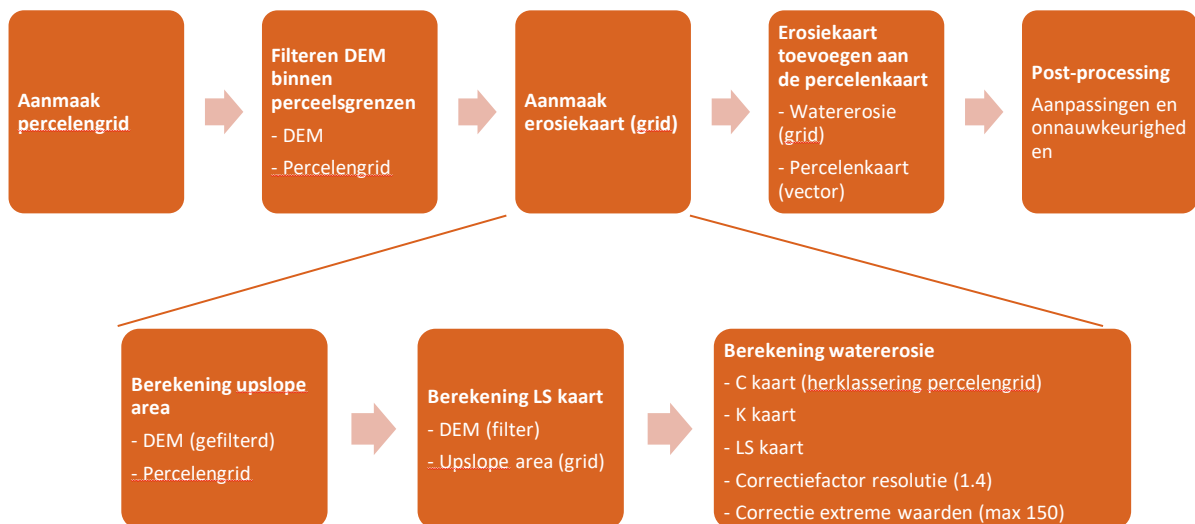 Aanmaak
percelengrid
Filteren DEM
binnen
perceelsgrenzen
- DEM
- Percelengrid
Aanmaak
erosiekaart (grid)
Erosiekaart
toevoegen aan
de percelenkaart
- Watererosie
(grid)
- Percelenkaart
(vector)
Post-processing
Aanpassingen en
onnauwkeurighed
en
Berekening upslope
area
- DEM (gefilterd)
- Percelengrid
Berekening LS kaart
- DEM (filter)
- Upslope area (grid)
Berekening watererosie
- C kaart (herklassering percelengrid)
- K kaart
- LS kaart
- Correctiefactor resolutie (1.4)
- Correctie extreme waarden (max 150)